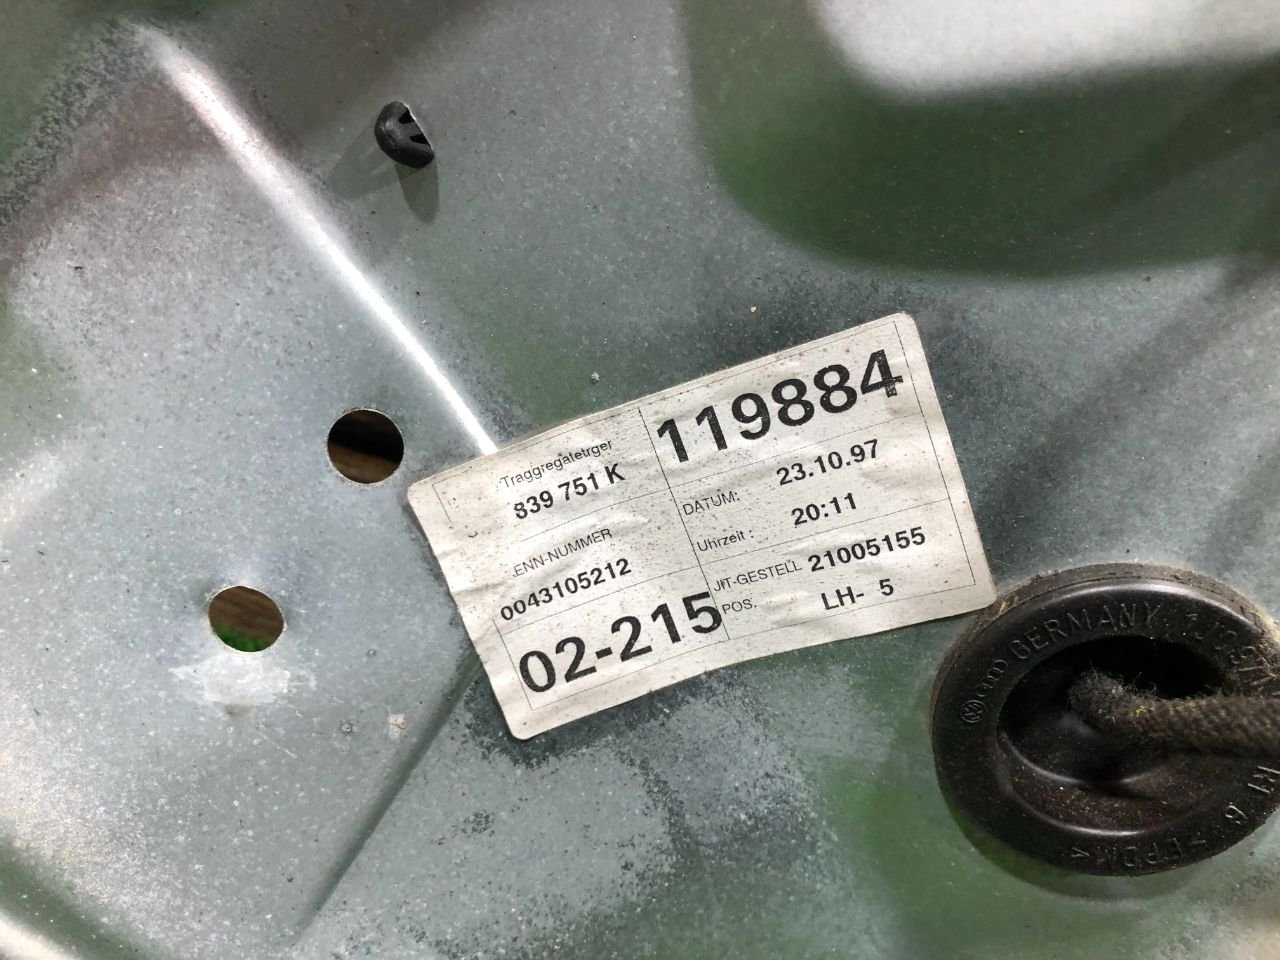 Traggregatetrger
839 751 K
119884
DATUM: 23.10.97
Uhrzeit : 20:11
ENN-NUMMER
0043105212
JIT-GESTELL 21005155
POS. LH- 5
02-215
GERMANY
>EPDM<